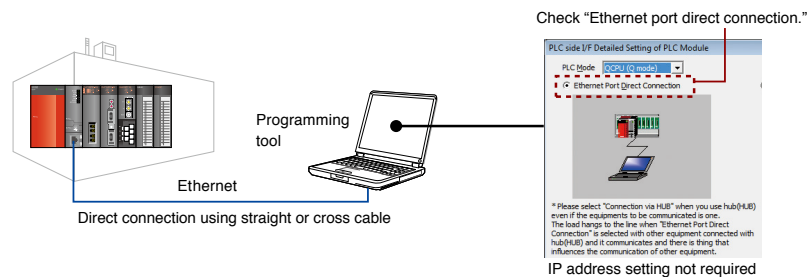 Check “Ethernet port direct connection.”
PLC side I/F Detailed Setting of PLC Module
PLC Mode QCPU (Q mode)
Ethernet Port Direct Connection
Programming
tool
Ethernet
Direct connection using straight or cross cable
* Please select "Connection via HUB" when you use hub(HUB)
even if the equipments to be communicated is one.
The load hangs to the line when "Ethernet Port Direct
Connection" is selected with other equipment connected with
hub(HUB) and it communicates and there is thing that
influences the communication of other equipment.
IP address setting not required